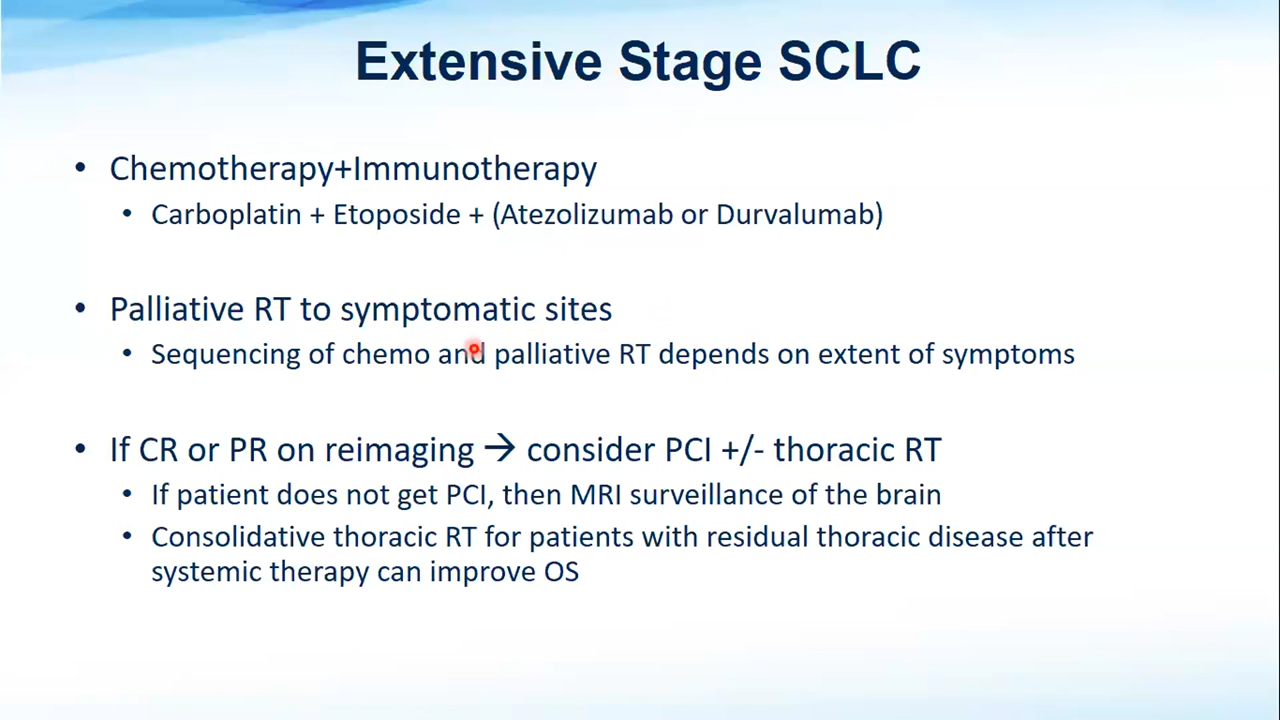 Extensive Stage SCLC
• Chemotherapy+Immunotherapy
• Carboplatin + Etoposide + (Atezolizumab or Durvalumab)
• Palliative RT to symptomatic sites
• Sequencing of chemo and palliative RT depends on extent of symptoms
• If CR or PR on reimaging → consider PCI +/- thoracic RT
• If patient does not get PCI, then MRI surveillance of the brain
• Consolidative thoracic RT for patients with residual thoracic disease after
systemic therapy can improve OS